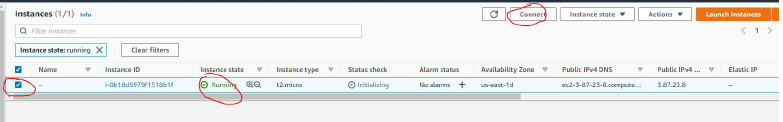 Instances (1/1) Info
Connect
Instance state
Actions
Launch Instances
Find instances
1
Instance state: running
Clear filters
Name
Instance ID
Instance state
Instance type
Status check
Alarm status
Availability Zone
Public IPv4 DNS
Public IPv4 ...
Elastic IP
–
i-0b18d5979f1518b1f
Running
t2.micro
Initializing
No alarms +
us-east-1d
ec2-3-87-23-8.compute...
3.87.23.8
–